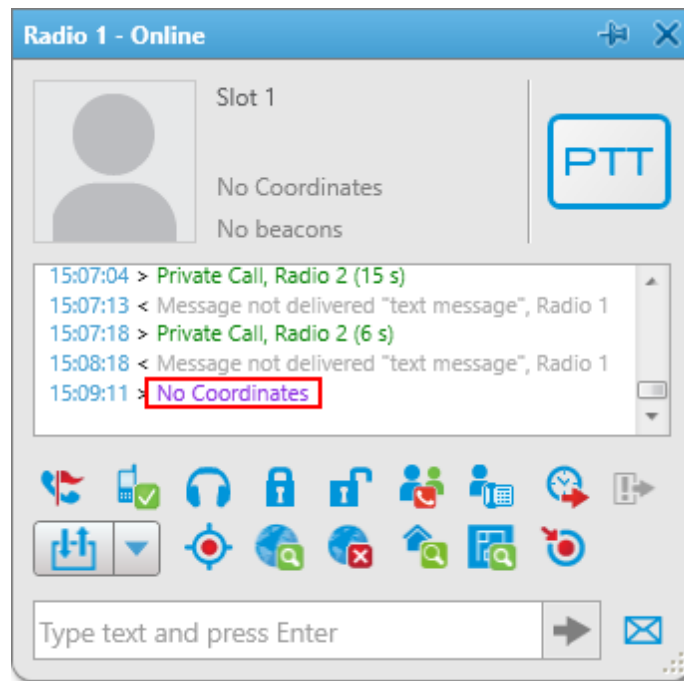 Radio 1 - Online
Slot 1
No Coordinates
No beacons
PTT
15:07:04 > Private Call, Radio 2 (15 s)
15:07:13 < Message not delivered "text message", Radio 1
15:07:18 > Private Call, Radio 2 (6 s)
15:08:18 < Message not delivered "text message", Radio 1
15:09:11 > No Coordinates
Type text and press Enter